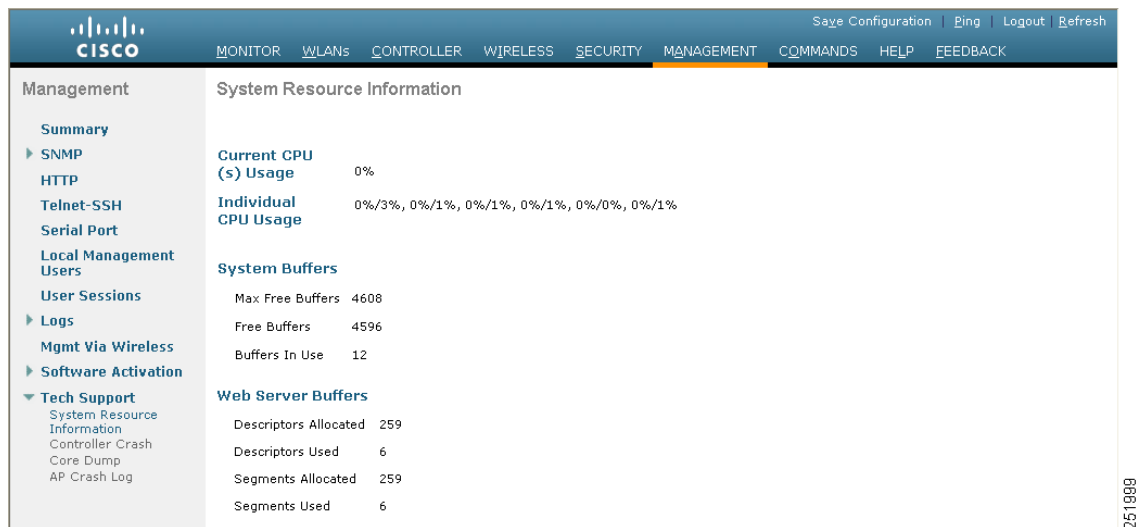 Save Configuration | Ping | Logout | Refresh
CISCO
MONITOR WLANs CONTROLLER WIRELESS SECURITY MANAGEMENT COMMANDS HELP FEEDBACK
Management
Summary
SNMP
HTTP
Telnet-SSH
Serial Port
Local Management
Users
User Sessions
Logs
Mgmt Via Wireless
Software Activation
Tech Support
System Resource
Information
Controller Crash
Core Dump
AP Crash Log
System Resource Information
Current CPU
(s) Usage 0%
Individual
CPU Usage 0%/3%, 0%/1%, 0%/1%, 0%/1%, 0%/0%, 0%/1%
System Buffers
Max Free Buffers 4608
Free Buffers 4596
Buffers In Use 12
Web Server Buffers
Descriptors Allocated 259
Descriptors Used 6
Segments Allocated 259
Segments Used 6
251999